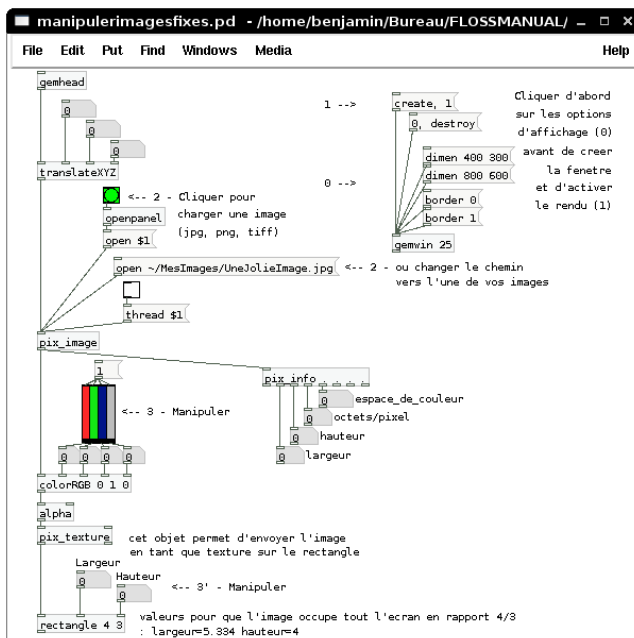 manipulerimagesfixes.pd - /home/benjamin/Bureau/FLOSSMANUAL/
File Edit Put Find Windows Media Help
gemhead
0
0
0
translateXYZ
1 -->
create, 1
0, destroy
0 -->
dimen 400 300
dimen 800 600
border 0
border 1
gemwin 25
Cliquer d'abord
sur les options
d'affichage (0)
avant de creer
la fenetre
et d'activer
le rendu (1)
<-- 2 - Cliquer pour
charger une image
(jpg, png, tiff)
openpanel
open $1
open ~/MesImages/UneJolieImage.jpg
<-- 2 - ou changer le chemin
vers l'une de vos images
thread $1
pix_image
1
pix_info
0 espace_de_couleur
0 octets/pixel
0 hauteur
0 largeur
<-- 3 - Manipuler
0 0 0 0
colorRGB 0 1 0
alpha
pix_texture
cet objet permet d'envoyer l'image
en tant que texture sur le rectangle
Largeur
0
Hauteur
0
<-- 3' - Manipuler
rectangle 4 3
valeurs pour que l'image occupe tout l'ecran en rapport 4/3
: largeur=5.334 hauteur=4